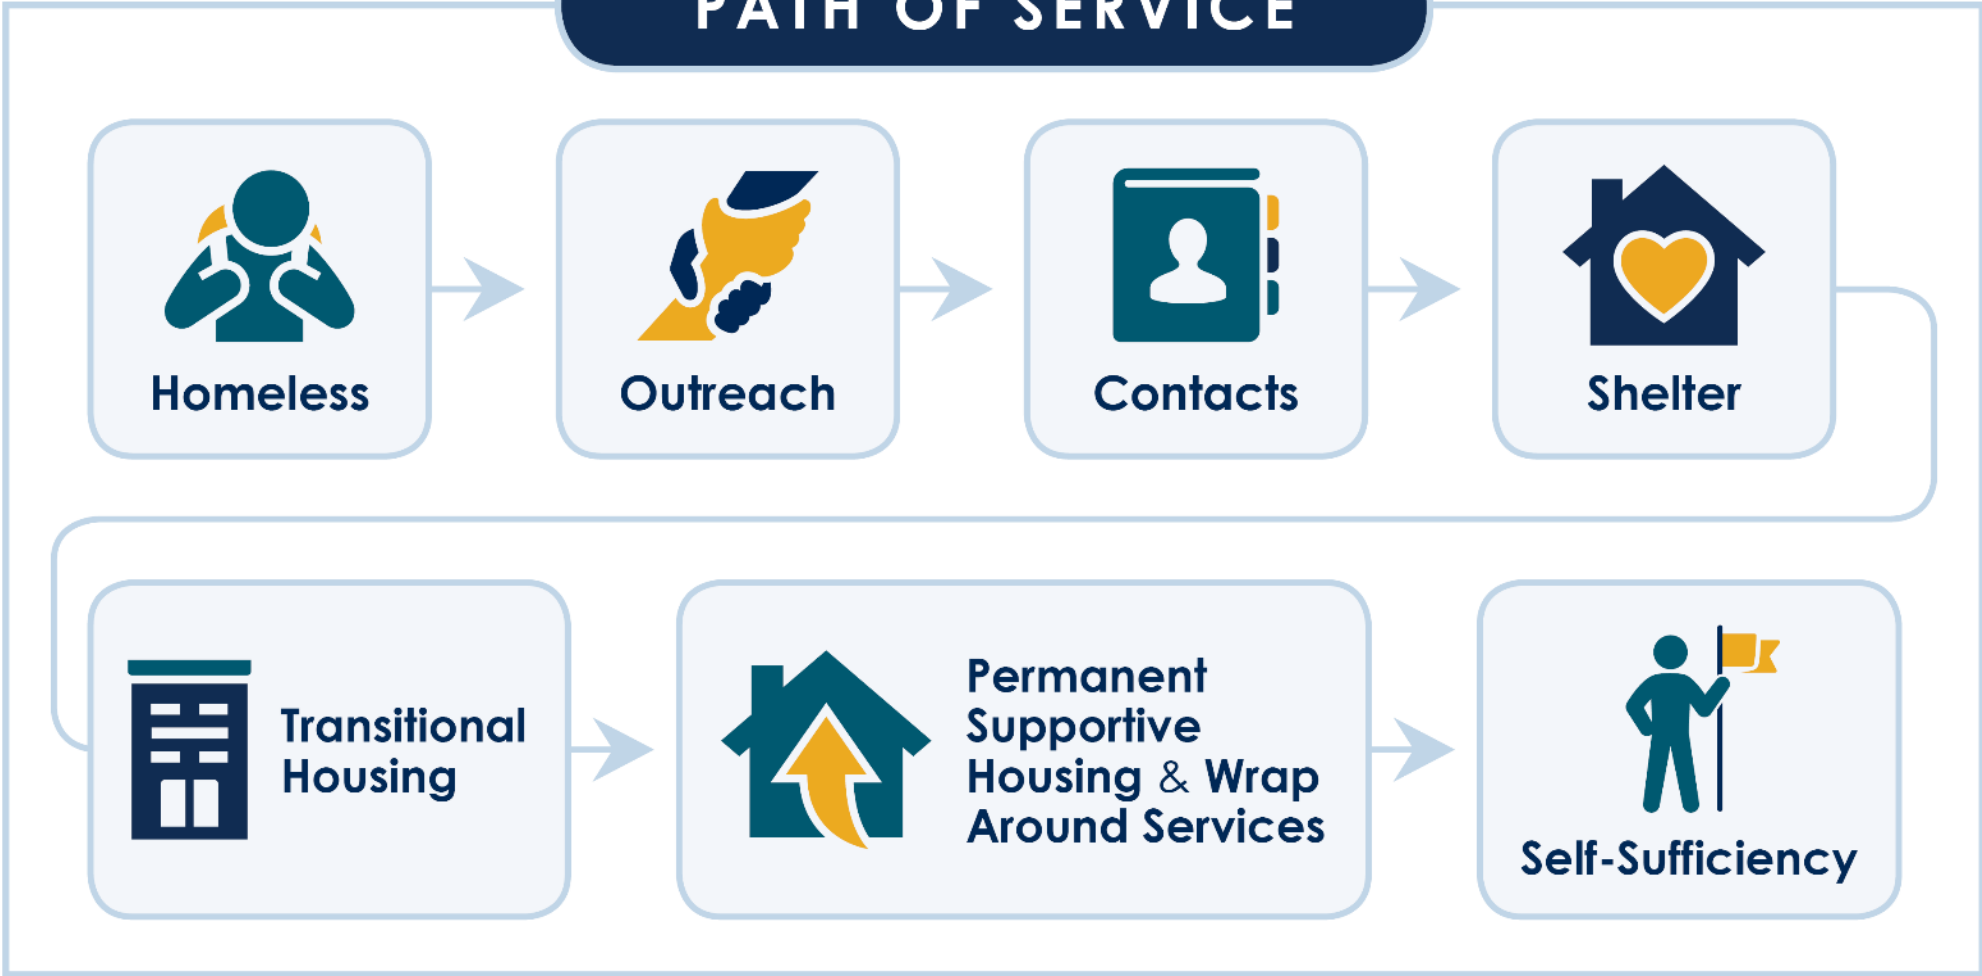 PATH OF SERVICE
Homeless
Outreach
Contacts
Shelter
Transitional
Housing
Permanent
Supportive
Housing & Wrap
Around Services
Self-Sufficiency